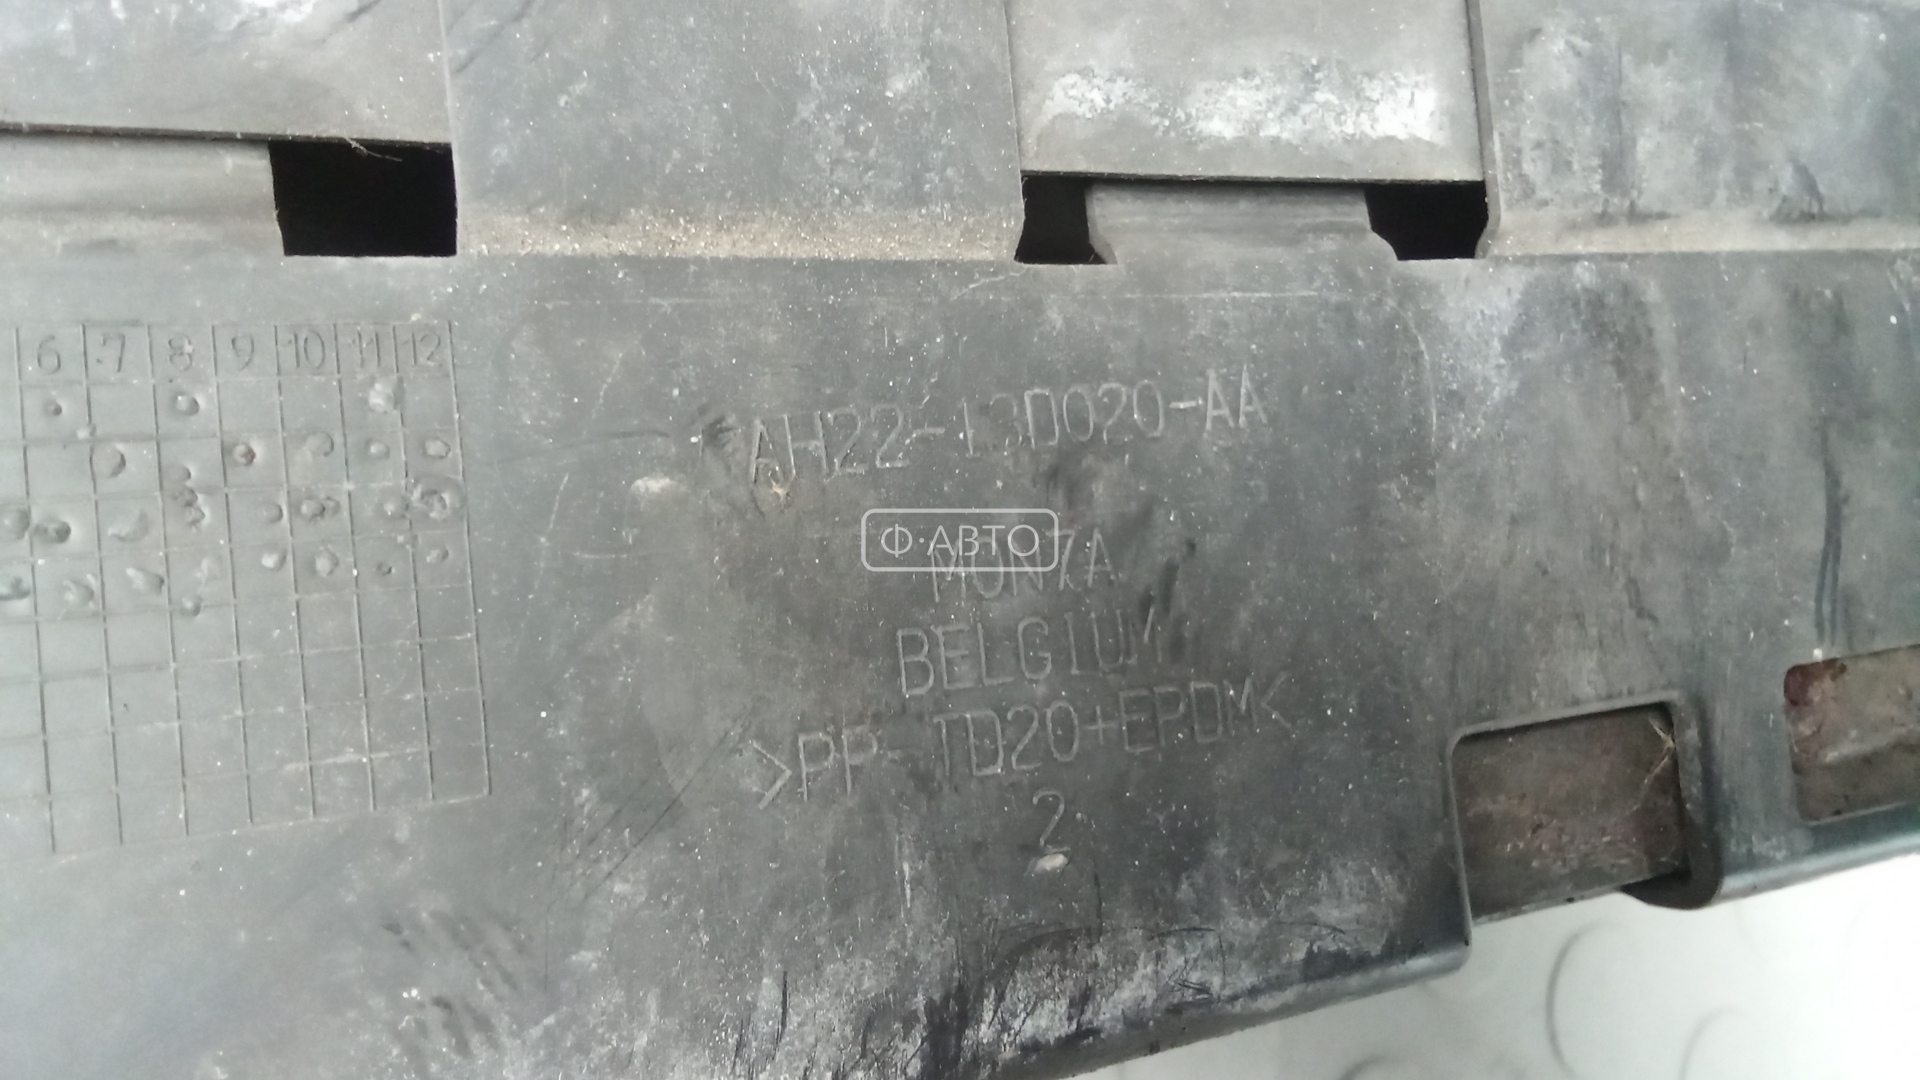 6 7 8 9 10 11 12
AH22-13D020-AA
Ф·АВТО
MONZA
BELGIUM
>PP-TD20+EPDM<
2